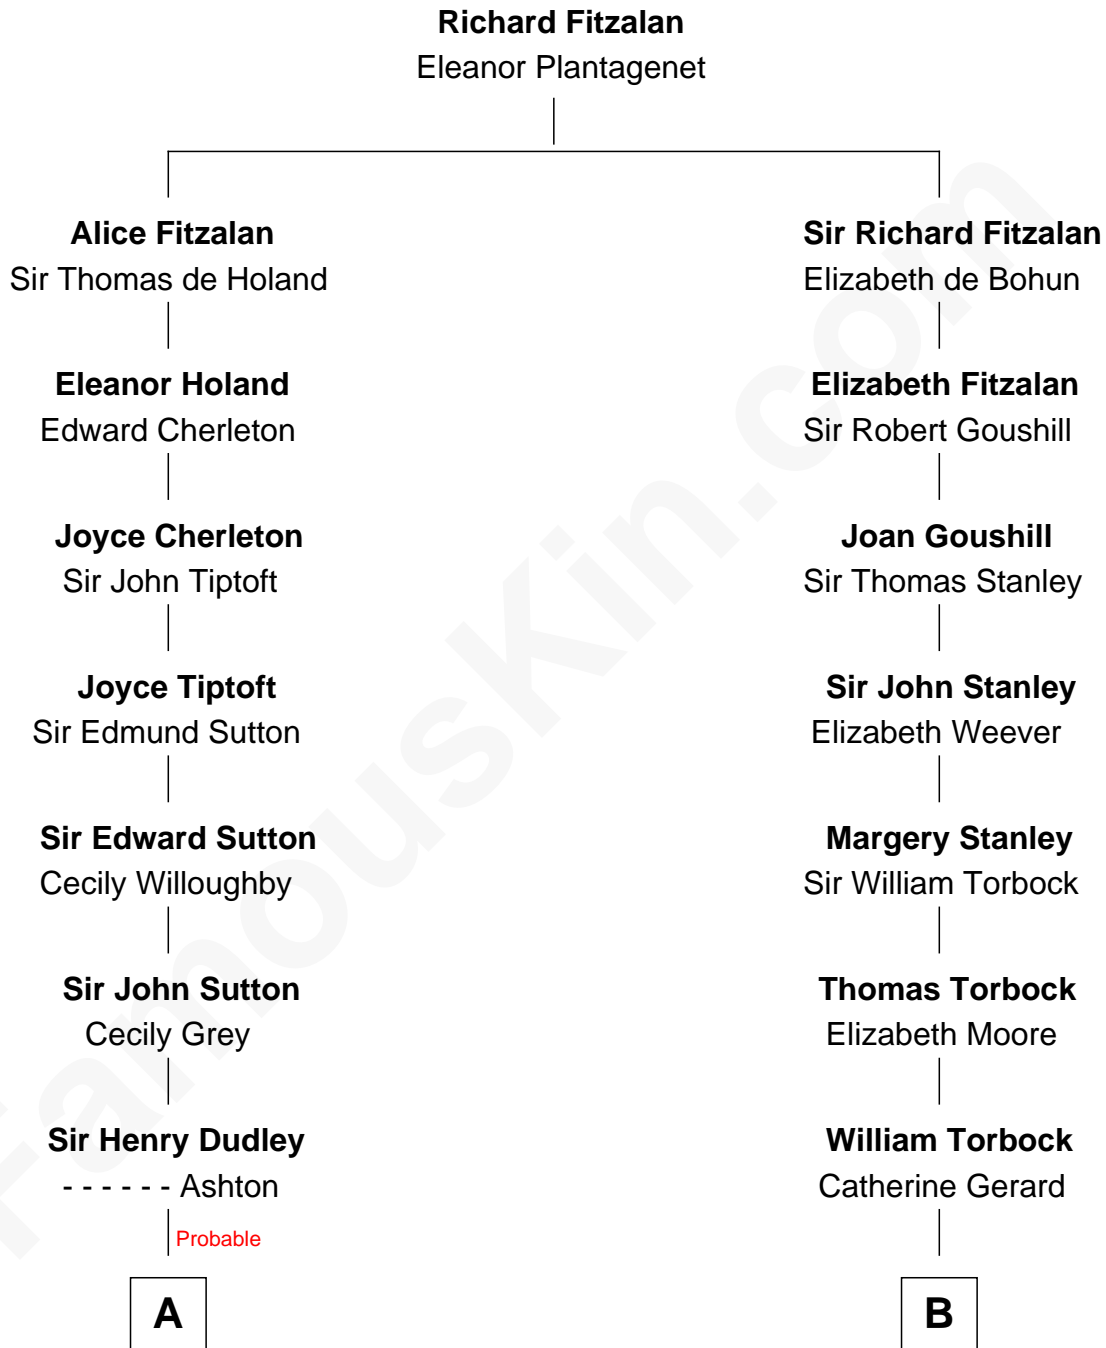 Richard Fitzalan
Eleanor Plantagenet
Alice Fitzalan
Sir Thomas de Holand
Sir Richard Fitzalan
Elizabeth de Bohun
Eleanor Holand
Edward Cherleton
Elizabeth Fitzalan
Sir Robert Goushill
Joyce Cherleton
Sir John Tiptoft
Joan Goushill
Sir Thomas Stanley
Joyce Tiptoft
Sir Edmund Sutton
Sir John Stanley
Elizabeth Weever
Sir Edward Sutton
Cecily Willoughby
Margery Stanley
Sir William Torbock
Sir John Sutton
Cecily Grey
Thomas Torbock
Elizabeth Moore
Sir Henry Dudley
- - - - - - Ashton
William Torbock
Catherine Gerard
Probable
A
B
FamousKin.com